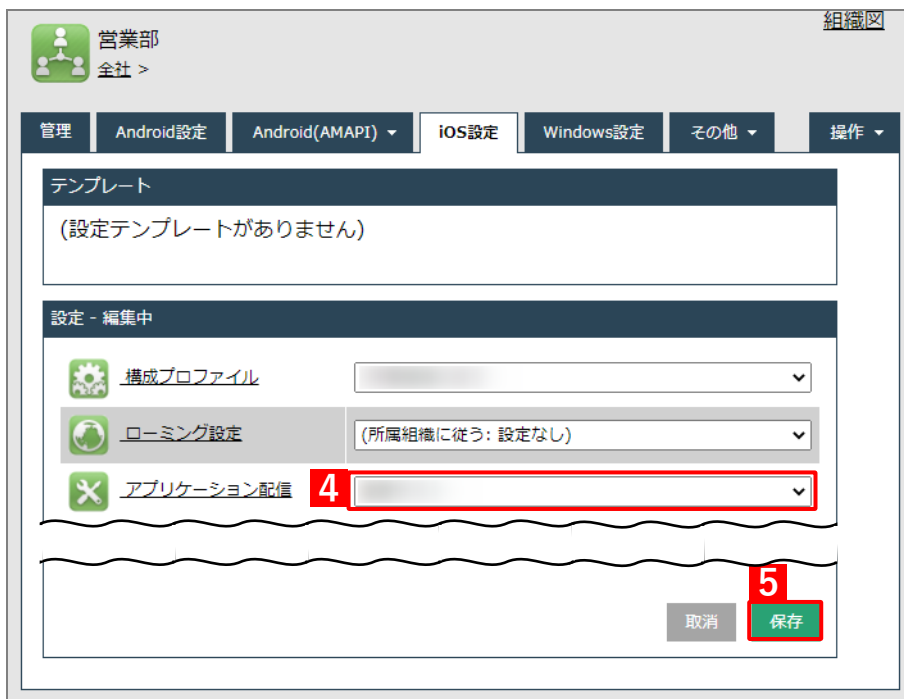 組織図
営業部
全社 >
管理 Android設定 Android(AMAPI) iOS設定 Windows設定 その他 操作
テンプレート
(設定テンプレートがありません)
設定 - 編集中
構成プロファイル
ローミング設定 (所属組織に従う: 設定なし)
アプリケーション配信 4
5
取消 保存